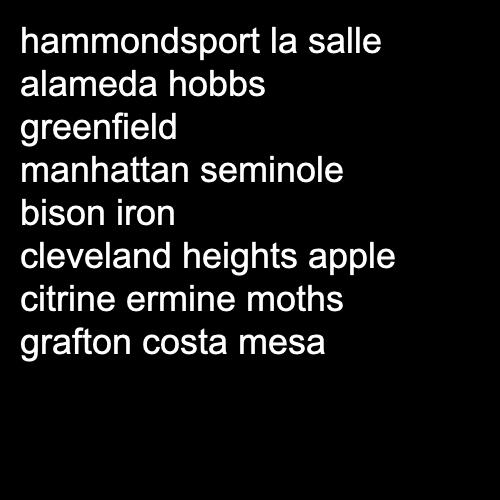 hammondsport la salle
alameda hobbs
greenfield
manhattan seminole
bison iron
cleveland heights apple
citrine ermine moths
grafton costa mesa